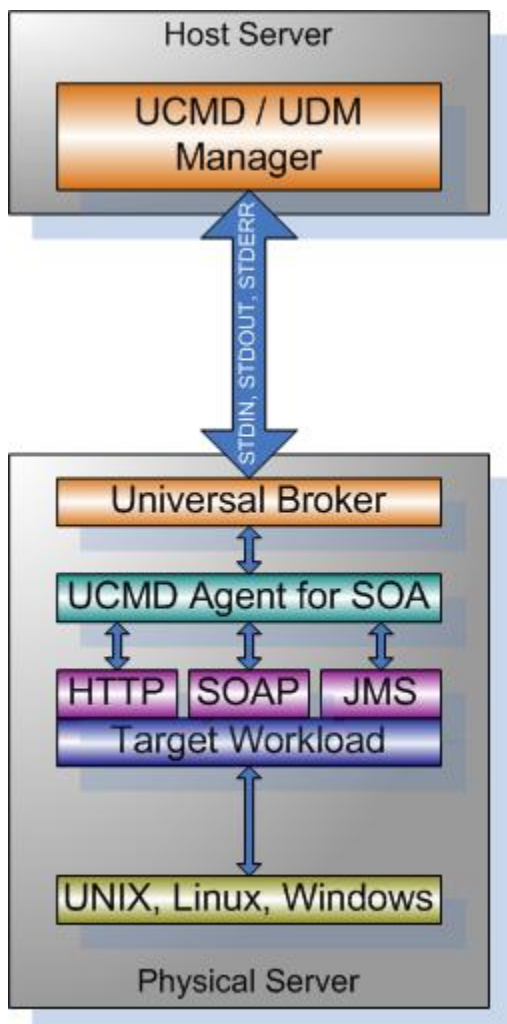 Host Server
UCMD / UDM
Manager
STDIN, STDOUT, STDERR
Universal Broker
UCMD Agent for SOA
HTTP SOAP JMS
Target Workload
UNIX, Linux, Windows
Physical Server